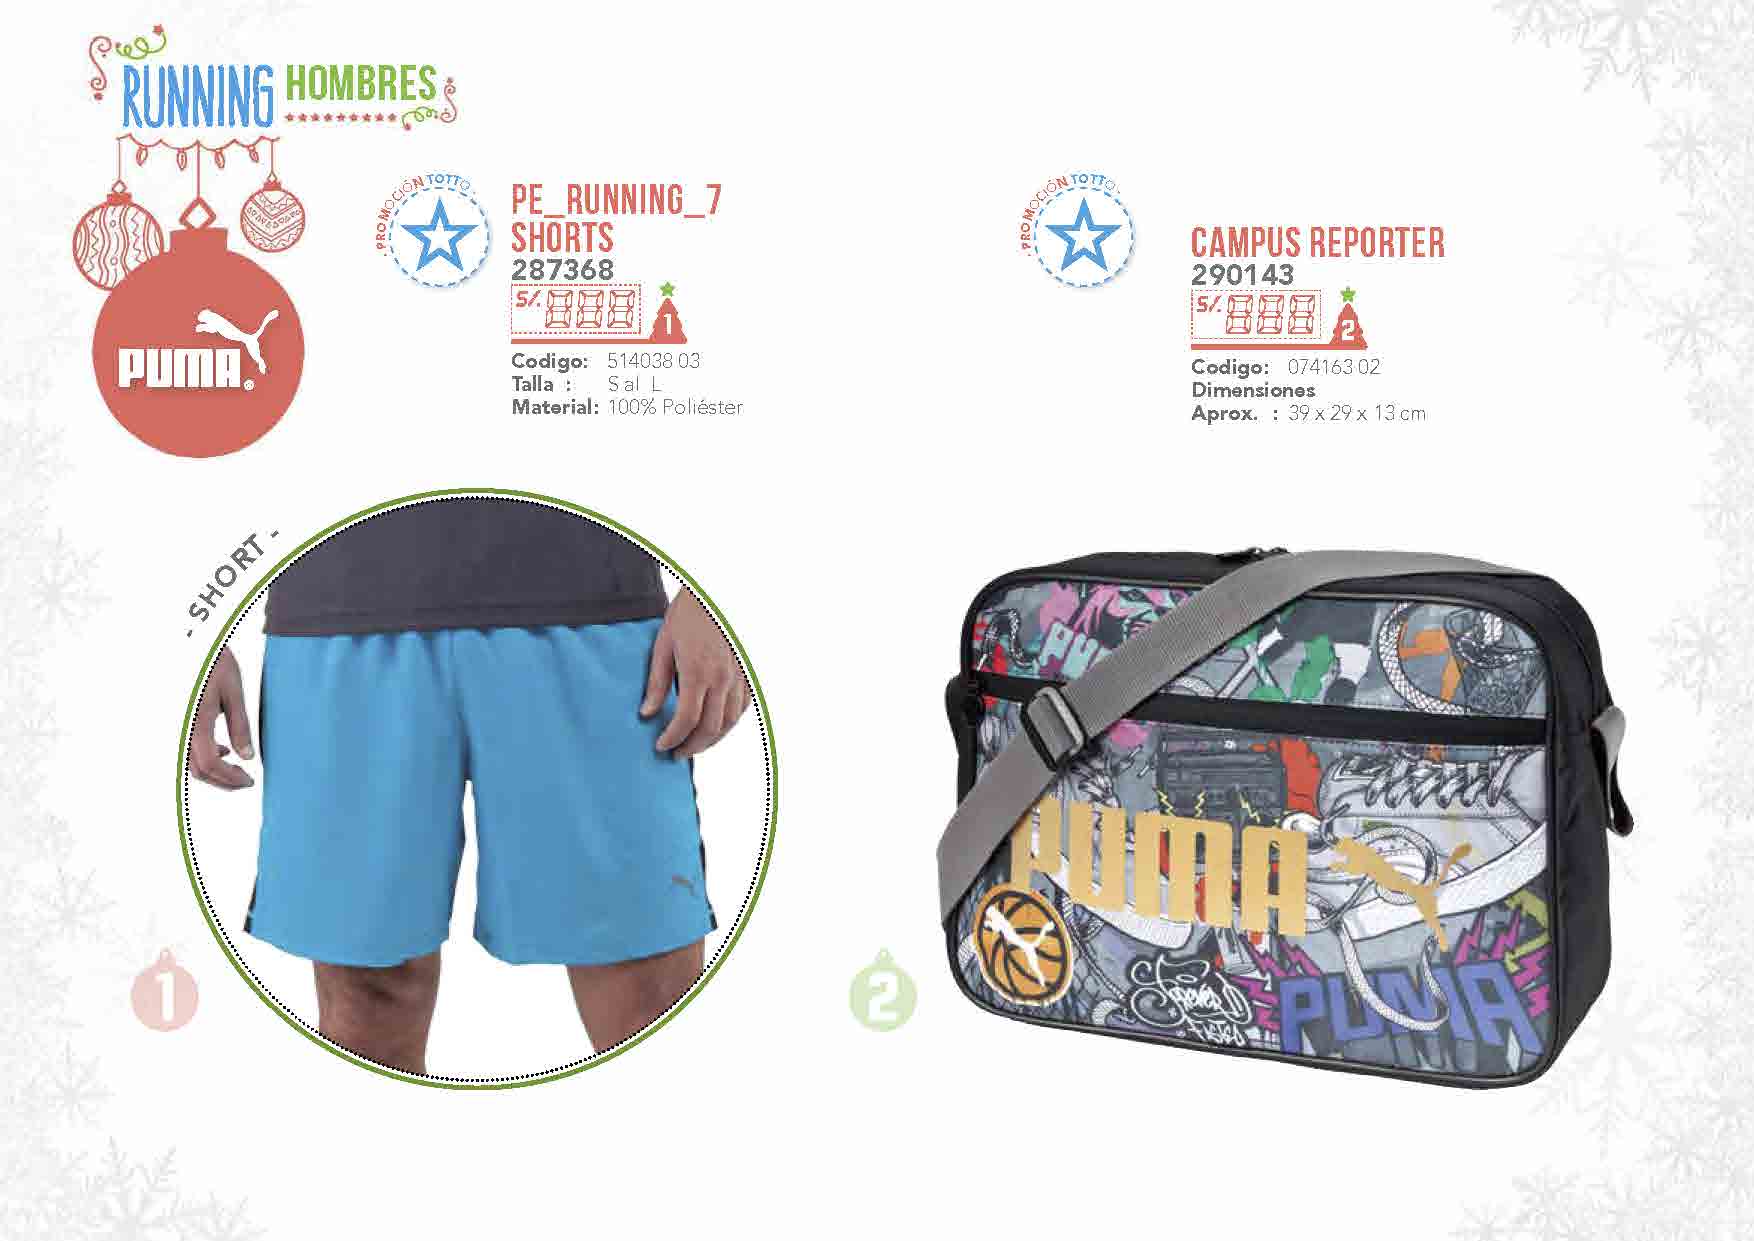 RUNNING HOMBRES
PUMA®
- PROMOCIÓN TOTTO -
PE_RUNNING_7
SHORTS
287368
S/. 888
1
Codigo: 514038 03
Talla : S al L
Material: 100% Poliéster
- PROMOCIÓN TOTTO -
CAMPUS REPORTER
290143
S/. 888
2
Codigo: 074163 02
Dimensiones
Aprox. : 39 x 29 x 13 cm
- SHORT -
1
2
PUMA
PUMA